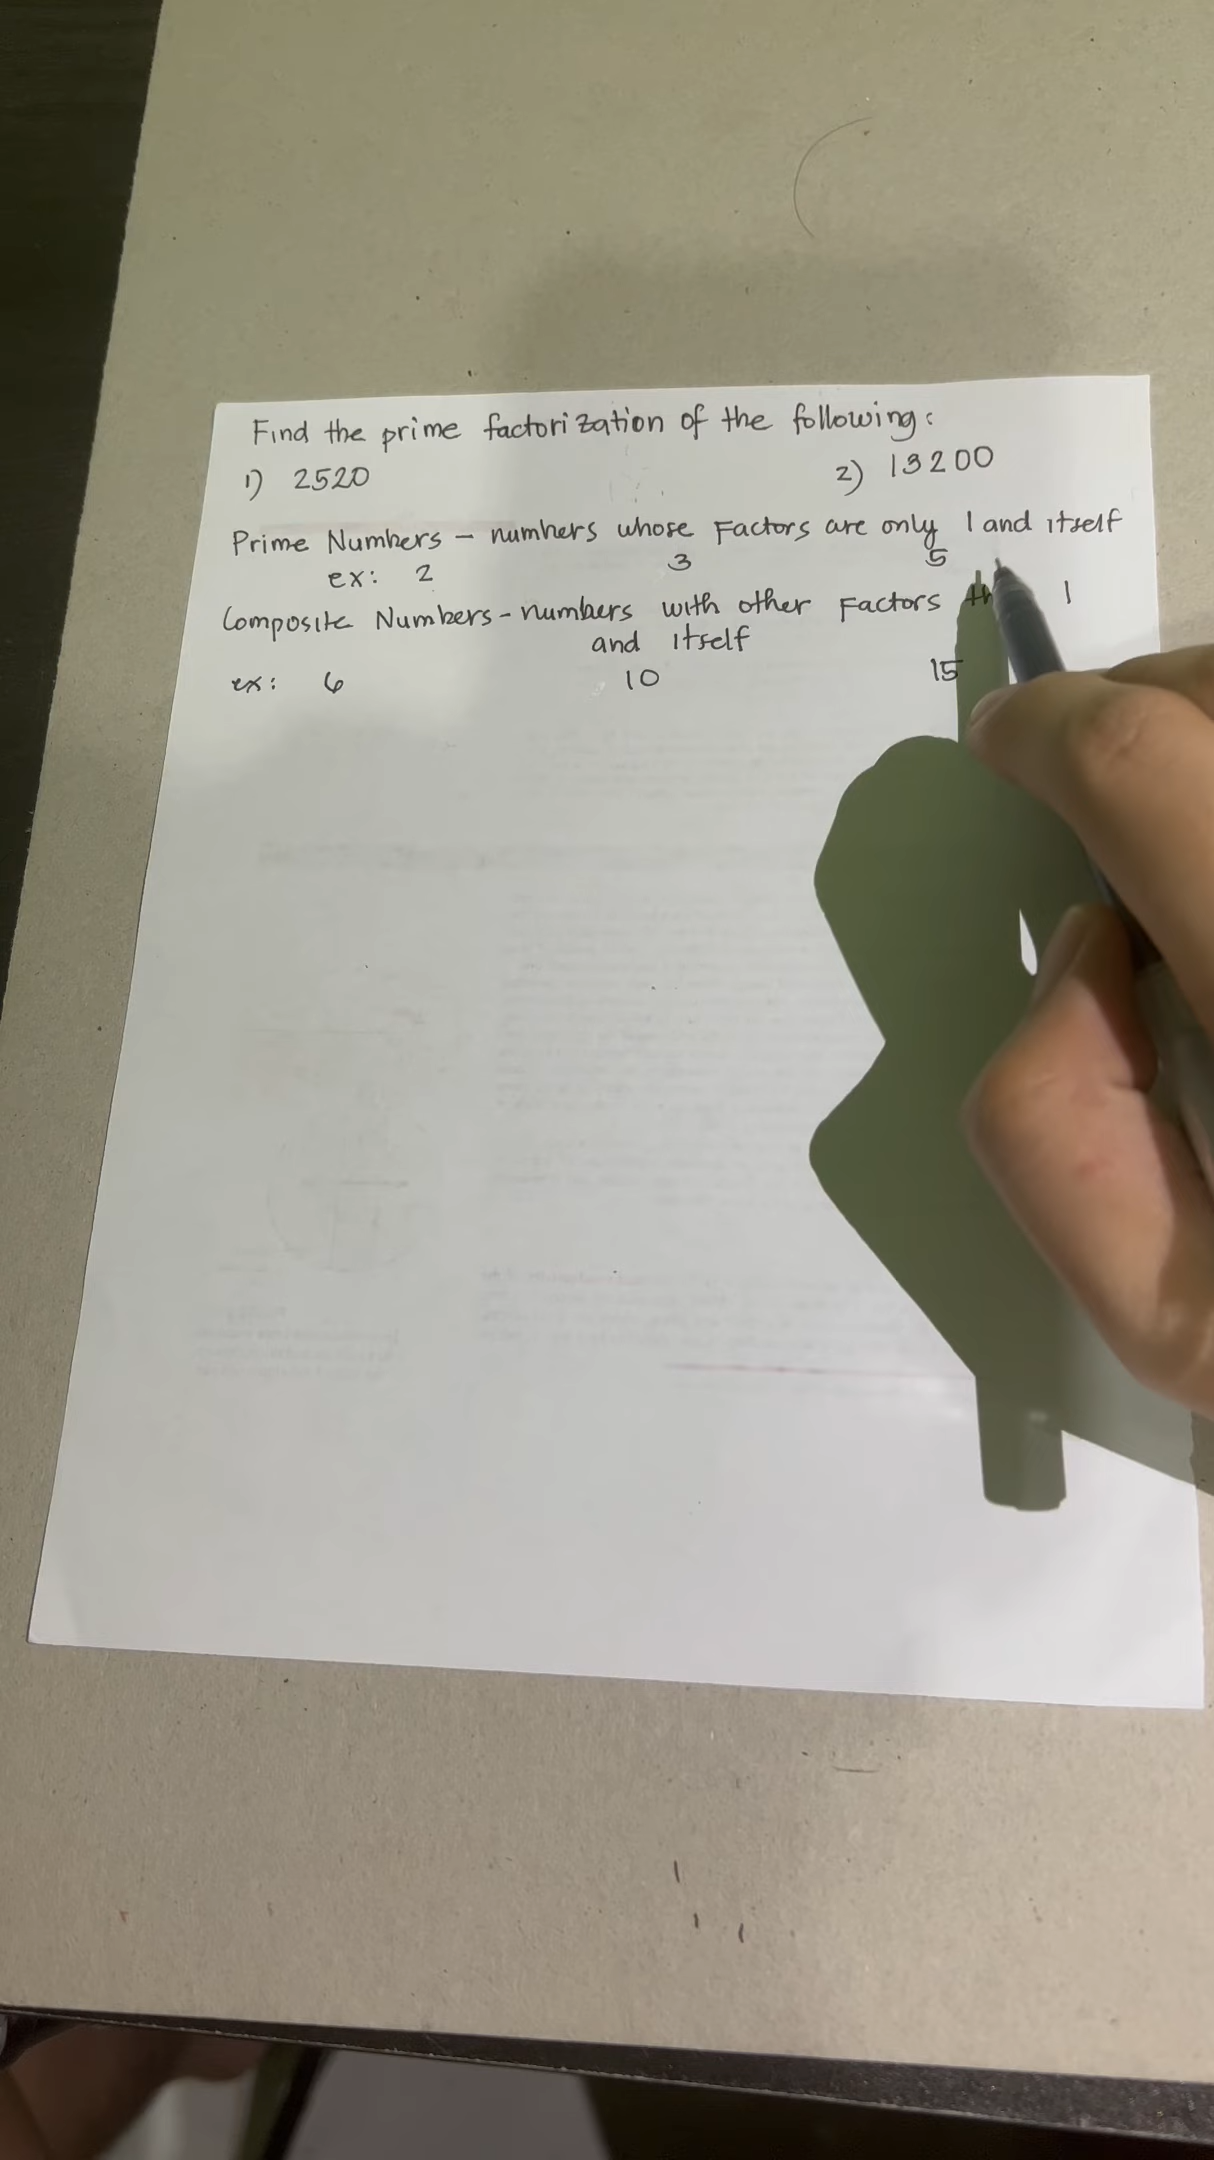 Find the prime factorization of the following:
1) 2520 2) 13200
Prime Numbers - numbers whose Factors are only 1 and itself
ex: 2 3 5
Composite Numbers - numbers with other Factors 1
and itself
ex: 6 10 15